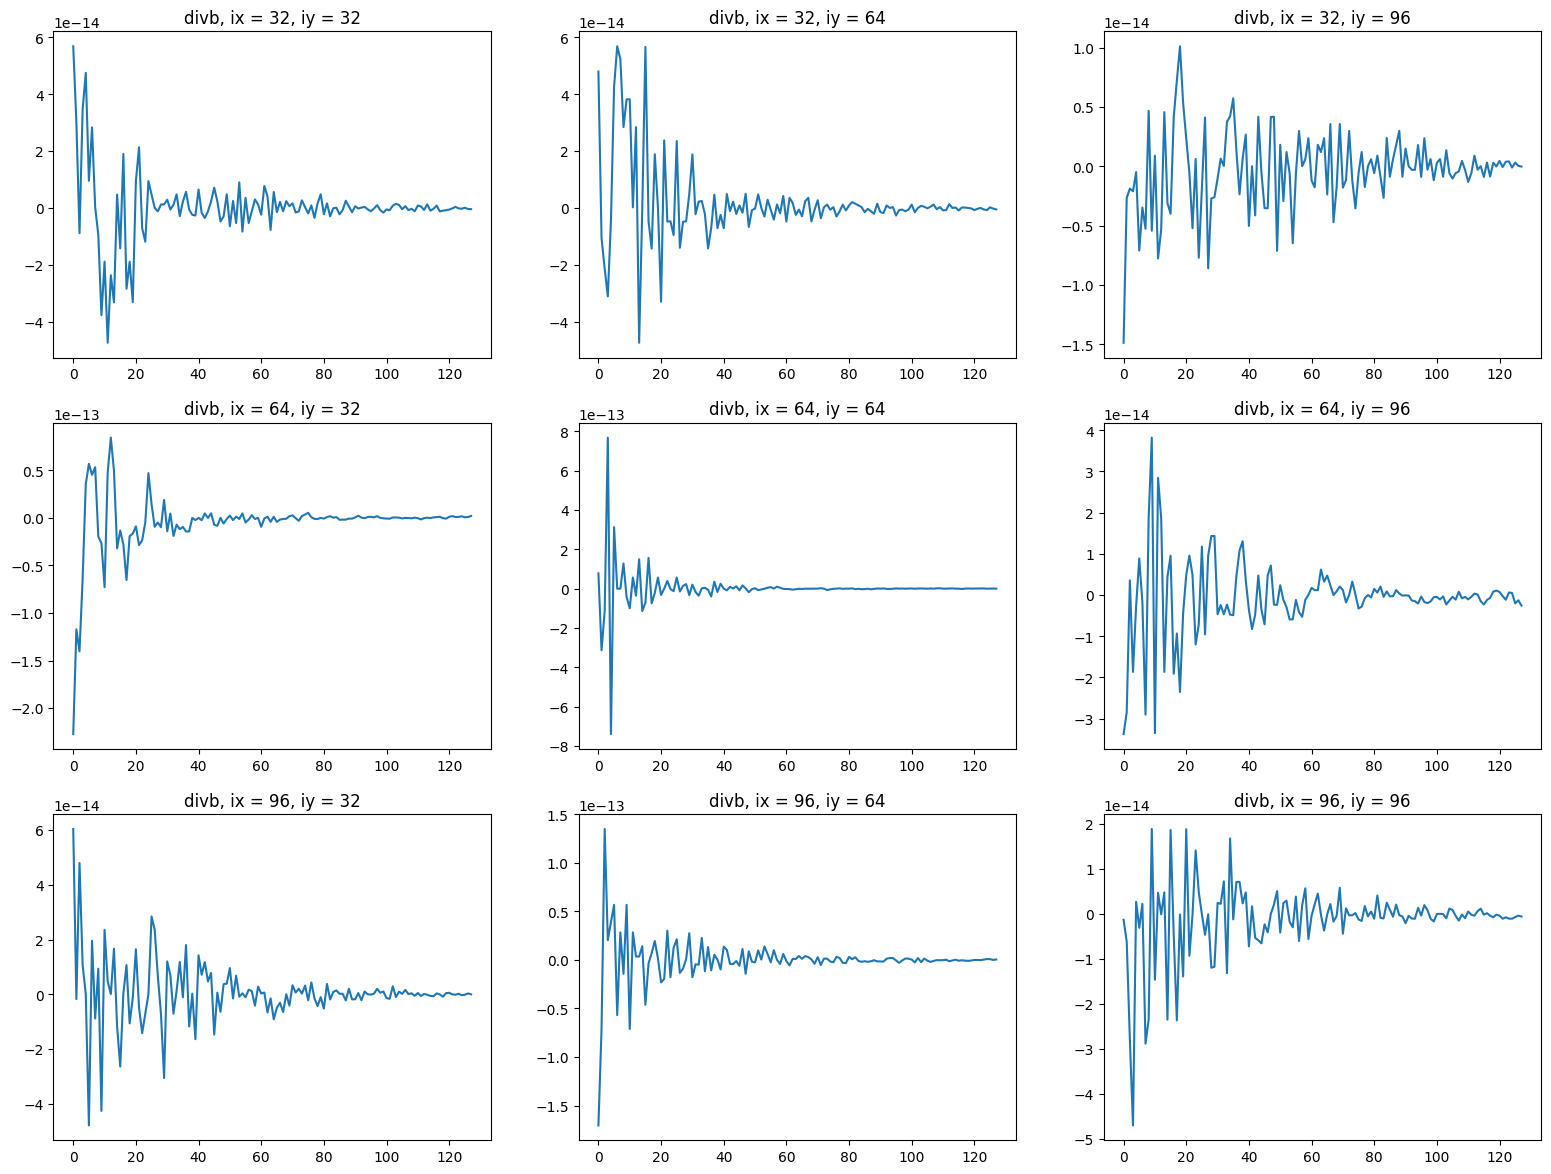 divb, ix = 32, iy = 32
1e−14
6
4
2
0
−2
−4
0 20 40 60 80 100 120
divb, ix = 32, iy = 64
1e−14
6
4
2
0
−2
−4
0 20 40 60 80 100 120
divb, ix = 32, iy = 96
1e−14
1.0
0.5
0.0
−0.5
−1.0
−1.5
0 20 40 60 80 100 120
divb, ix = 64, iy = 32
1e−13
0.5
0.0
−0.5
−1.0
−1.5
−2.0
0 20 40 60 80 100 120
divb, ix = 64, iy = 64
1e−13
8
6
4
2
0
−2
−4
−6
−8
0 20 40 60 80 100 120
divb, ix = 64, iy = 96
1e−14
4
3
2
1
0
−1
−2
−3
0 20 40 60 80 100 120
divb, ix = 96, iy = 32
1e−14
6
4
2
0
−2
−4
0 20 40 60 80 100 120
divb, ix = 96, iy = 64
1e−13
1.5
1.0
0.5
0.0
−0.5
−1.0
−1.5
0 20 40 60 80 100 120
divb, ix = 96, iy = 96
1e−14
2
1
0
−1
−2
−3
−4
−5
0 20 40 60 80 100 120